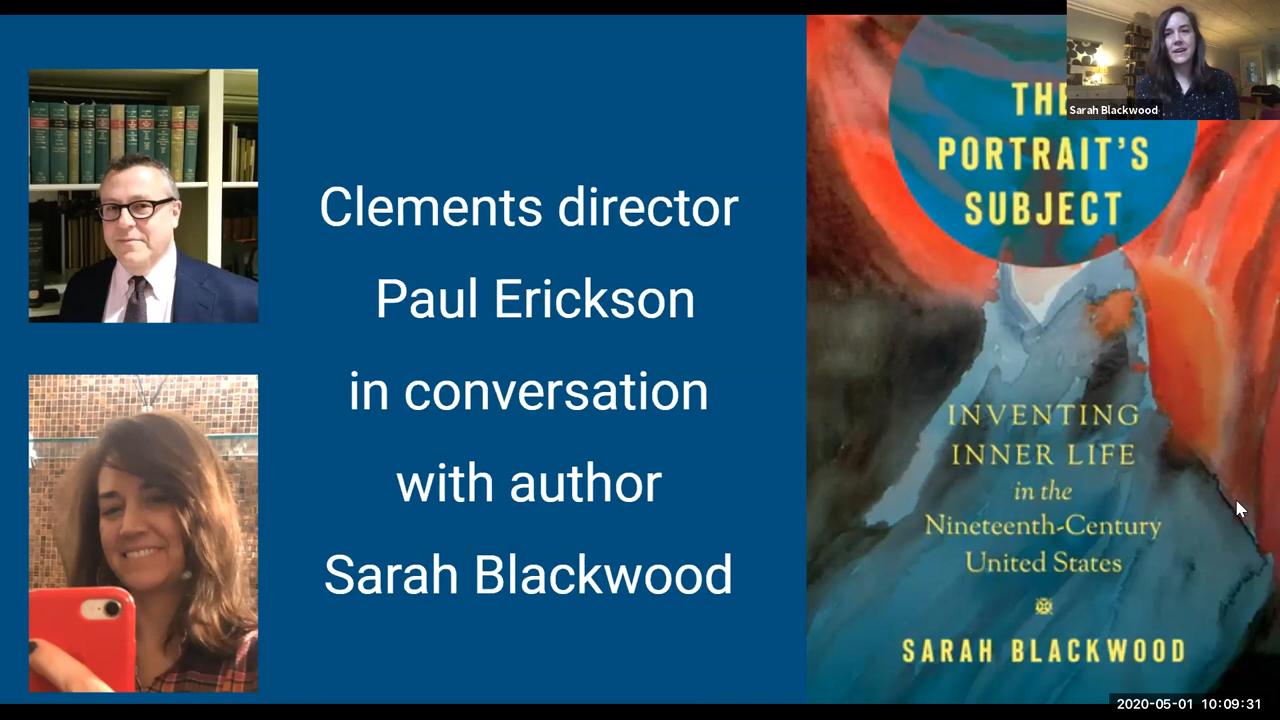 Clements director
Paul Erickson
in conversation
with author
Sarah Blackwood
THE
PORTRAIT'S
SUBJECT
INVENTING
INNER LIFE
in the
Nineteenth-Century
United States
SARAH BLACKWOOD
Sarah Blackwood
2020-05-01 10:09:31